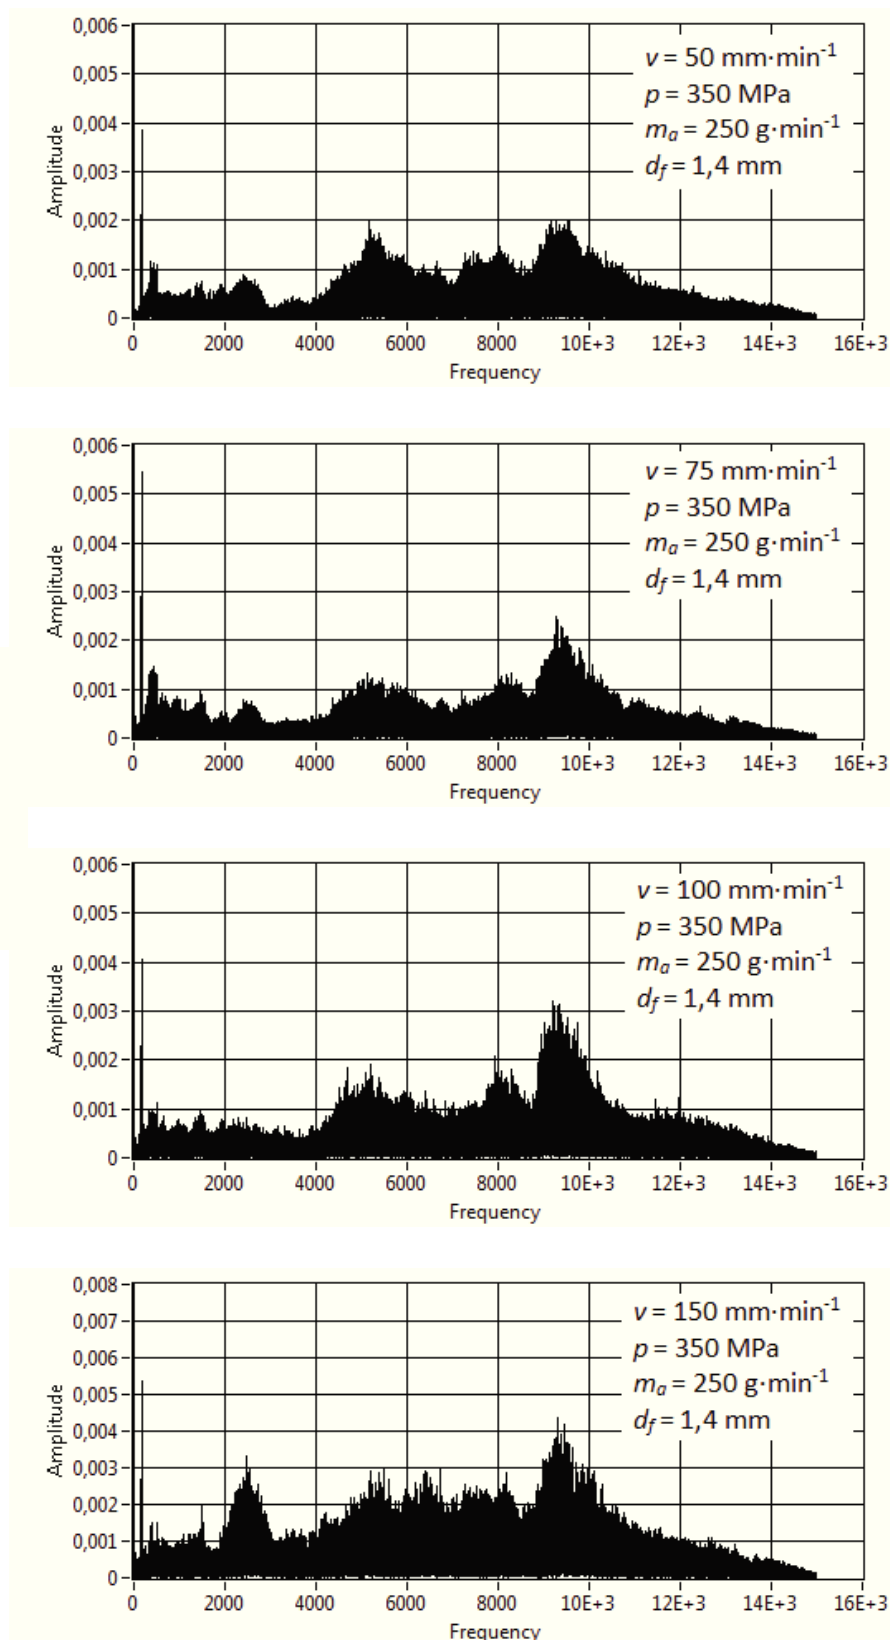 0,006
0,005
0,004
0,003
0,002
0,001
0
Amplitude
v = 50 mm·min⁻¹
p = 350 MPa
mₐ = 250 g·min⁻¹
d_f = 1,4 mm
0 2000 4000 6000 8000 10E+3 12E+3 14E+3 16E+3
Frequency
0,006
0,005
0,004
0,003
0,002
0,001
0
Amplitude
v = 75 mm·min⁻¹
p = 350 MPa
mₐ = 250 g·min⁻¹
d_f = 1,4 mm
0 2000 4000 6000 8000 10E+3 12E+3 14E+3 16E+3
Frequency
0,006
0,005
0,004
0,003
0,002
0,001
0
Amplitude
v = 100 mm·min⁻¹
p = 350 MPa
mₐ = 250 g·min⁻¹
d_f = 1,4 mm
0 2000 4000 6000 8000 10E+3 12E+3 14E+3 16E+3
Frequency
0,008
0,007
0,006
0,005
0,004
0,003
0,002
0,001
0
Amplitude
v = 150 mm·min⁻¹
p = 350 MPa
mₐ = 250 g·min⁻¹
d_f = 1,4 mm
0 2000 4000 6000 8000 10E+3 12E+3 14E+3 16E+3
Frequency